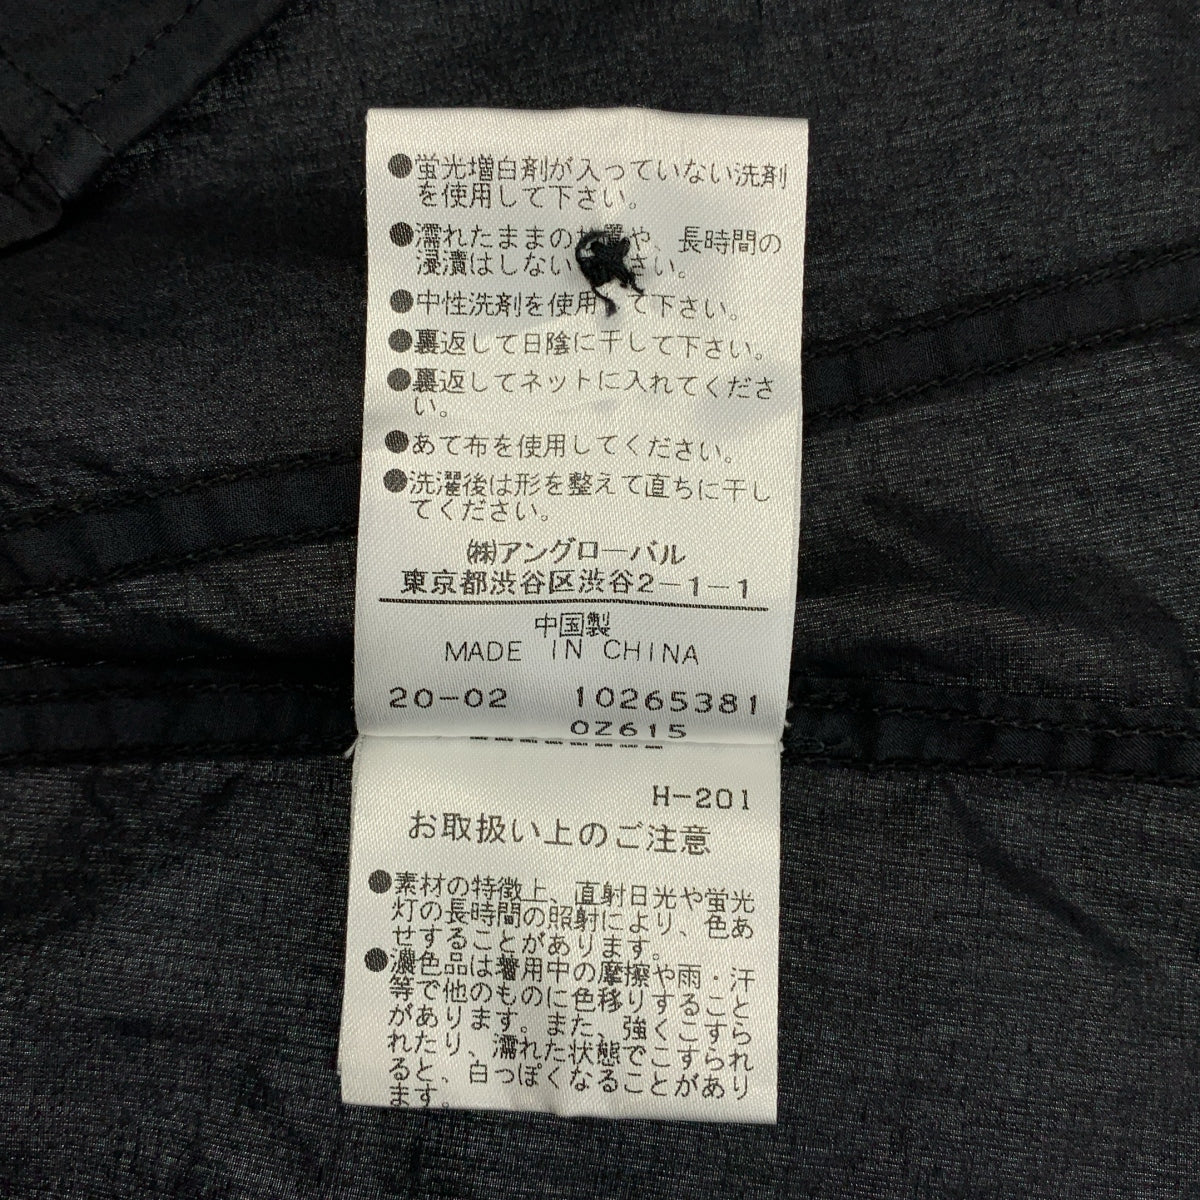 ●蛍光増白剤が入っていない洗剤
を使用して下さい。
●濡れたままの 置や、長時間の
浸漬はしない さい。
●中性洗剤を使用 て下さい。
●裏返して日陰に干して下さい。
●裏返してネットに入れてくださ
い。
●あて布を使用してください。
●洗濯後は形を整えて直ちに干し
てください。
㈱アングローバル
東京都渋谷区渋谷2-1-1
中国製
MADE IN CHINA
20-02 10265381
0Z615
H-201
お取扱い上のご注意
●素材の特徴上、直射日光や蛍光
灯の長時間の照射により、色あ
せすることがあります。
●濃色品は着用中の摩擦や雨・汗
等で他のものに色移りすること
があります。また、強くこすら
れたり、濡れた状態でこすられ
ると、白っぽくなることがあり
ます。